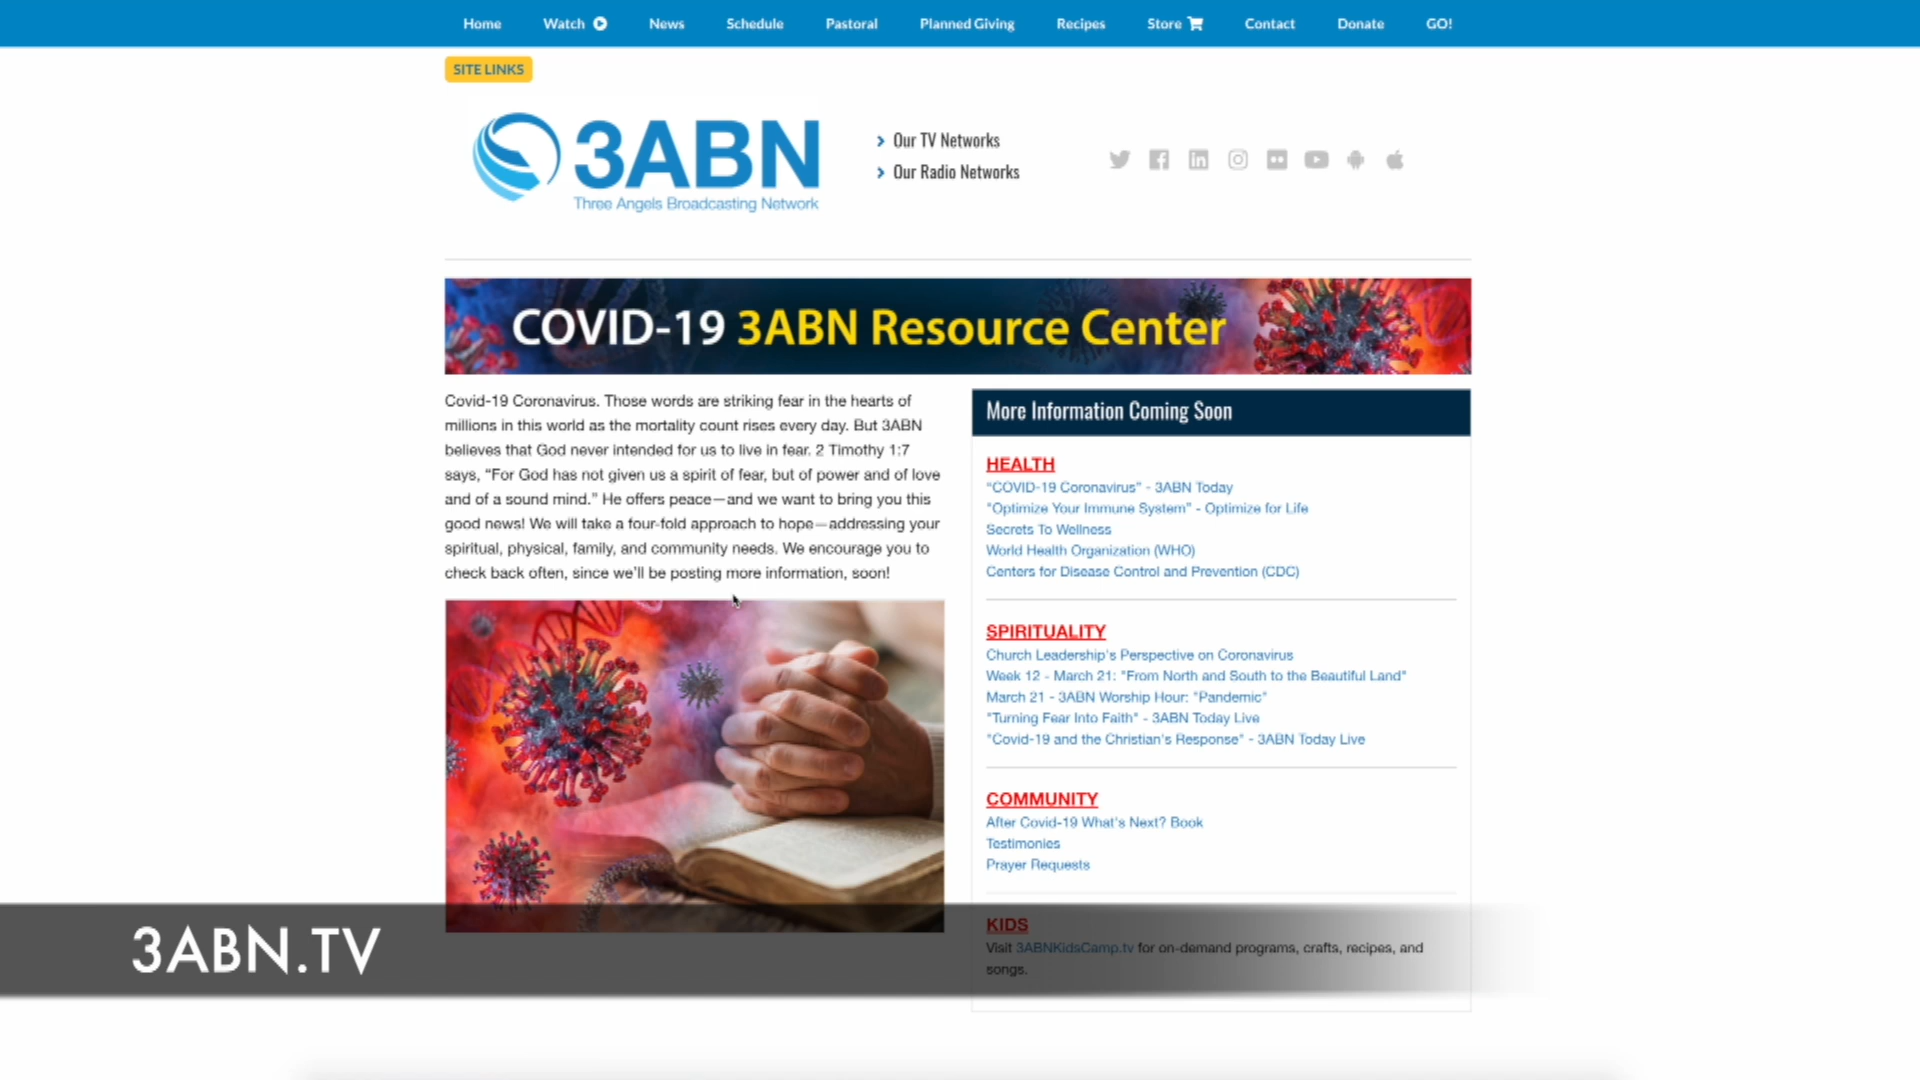 Home Watch News Schedule Pastoral Planned Giving Recipes Store Contact Donate GO!
SITE LINKS
3ABN
Three Angels Broadcasting Network
Our TV Networks
Our Radio Networks
COVID-19 3ABN Resource Center
Covid-19 Coronavirus. Those words are striking fear in the hearts of
millions in this world as the mortality count rises every day. But 3ABN
believes that God never intended for us to live in fear. 2 Timothy 1:7
says, “For God has not given us a spirit of fear, but of power and of love
and of a sound mind.” He offers peace—and we want to bring you this
good news! We will take a four-fold approach to hope—addressing your
spiritual, physical, family, and community needs. We encourage you to
check back often, since we’ll be posting more information, soon!
More Information Coming Soon
HEALTH
“COVID-19 Coronavirus” - 3ABN Today
"Optimize Your Immune System" - Optimize for Life
Secrets To Wellness
World Health Organization (WHO)
Centers for Disease Control and Prevention (CDC)
SPIRITUALITY
Church Leadership's Perspective on Coronavirus
Week 12 - March 21: "From North and South to the Beautiful Land"
March 21 - 3ABN Worship Hour: "Pandemic"
"Turning Fear Into Faith" - 3ABN Today Live
"Covid-19 and the Christian's Response" - 3ABN Today Live
COMMUNITY
After Covid-19 What's Next? Book
Testimonies
Prayer Requests
KIDS
Visit 3ABNKidsCamp.tv for on-demand programs, crafts, recipes, and
songs.
3ABN.TV